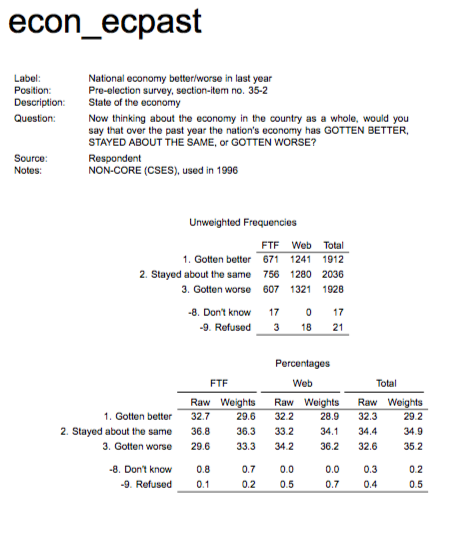 econ_ecpast
Label: National economy better/worse in last year
Position: Pre-election survey, section-item no. 35-2
Description: State of the economy
Question: Now thinking about the economy in the country as a whole, would you
say that over the past year the nation's economy has GOTTEN BETTER,
STAYED ABOUT THE SAME, or GOTTEN WORSE?
Source: Respondent
Notes: NON-CORE (CSES), used in 1996
Unweighted Frequencies
FTF Web Total
1. Gotten better 671 1241 1912
2. Stayed about the same 756 1280 2036
3. Gotten worse 607 1321 1928
-8. Don't know 17 0 17
-9. Refused 3 18 21
Percentages
FTF Web Total
Raw Weights Raw Weights Raw Weights
1. Gotten better 32.7 29.6 32.2 28.9 32.3 29.2
2. Stayed about the same 36.8 36.3 33.2 34.1 34.4 34.9
3. Gotten worse 29.6 33.3 34.2 36.2 32.6 35.2
-8. Don't know 0.8 0.7 0.0 0.0 0.3 0.2
-9. Refused 0.1 0.2 0.5 0.7 0.4 0.5